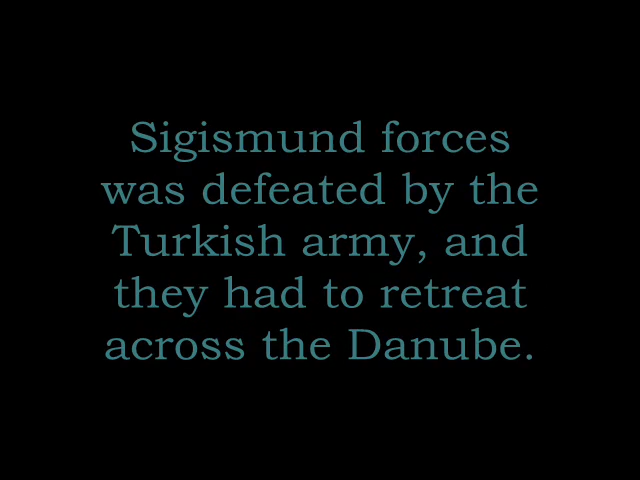 Sigismund forces
was defeated by the
Turkish army, and
they had to retreat
across the Danube.